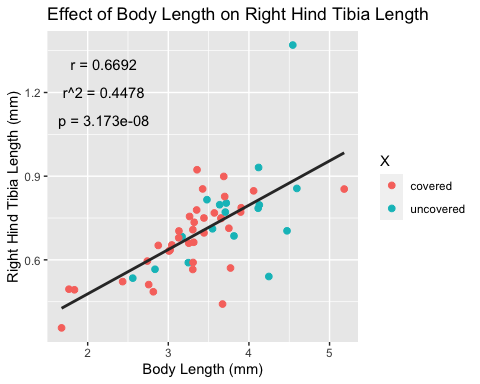 Effect of Body Length on Right Hind Tibia Length
r = 0.6692
r^2 = 0.4478
p = 3.173e-08
1.2
0.9
0.6
Right Hind Tibia Length (mm)
2
3
4
5
Body Length (mm)
X
covered
uncovered